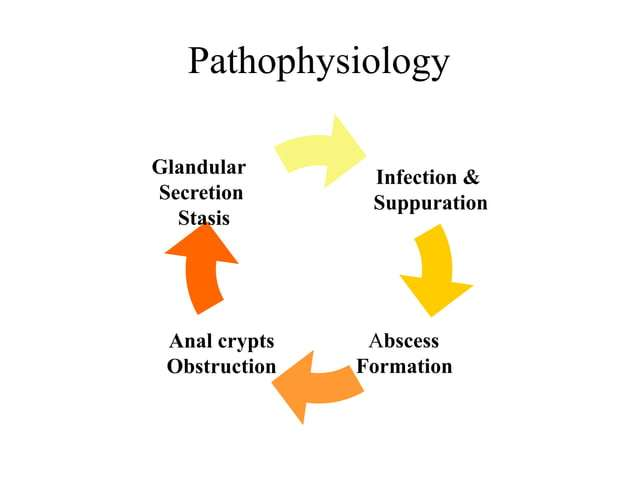 Pathophysiology
Glandular
Secretion
Stasis
Infection &
Suppuration
Abscess
Formation
Anal crypts
Obstruction